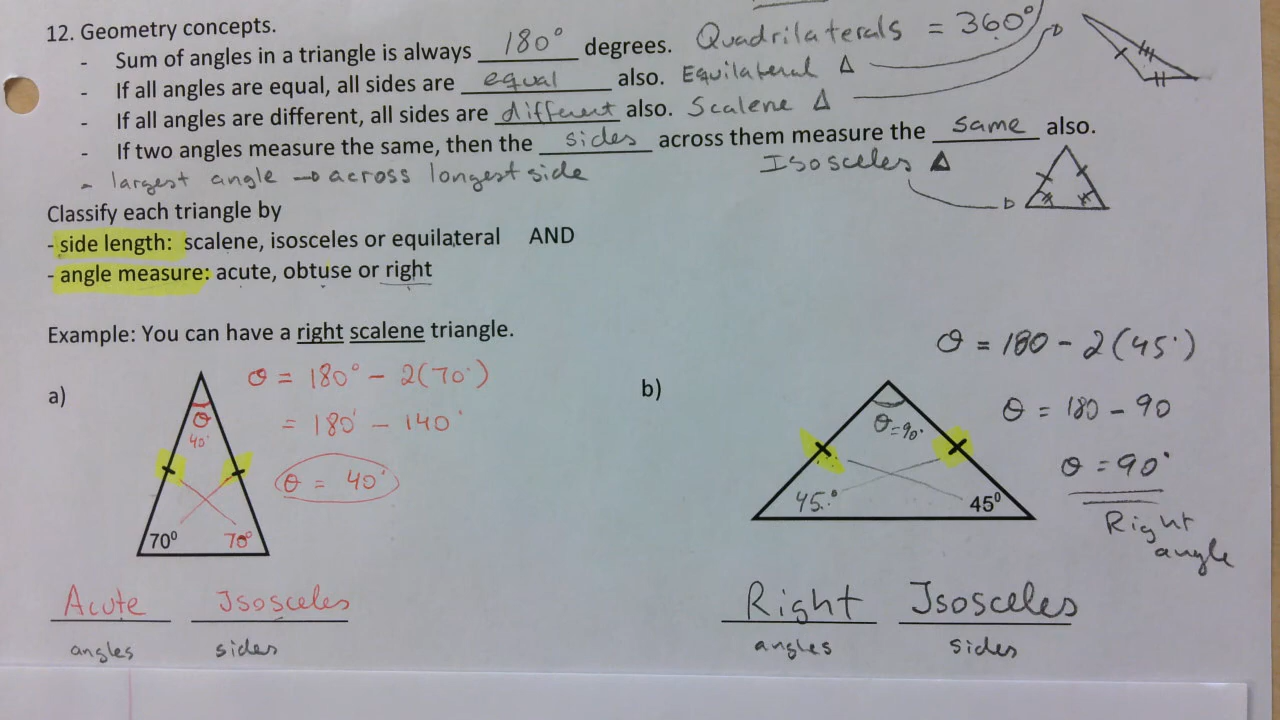 12. Geometry concepts.
- Sum of angles in a triangle is always 180° degrees. Quadrilaterals = 360°
- If all angles are equal, all sides are equal also. Equilateral Δ
- If all angles are different, all sides are different also. Scalene Δ
- If two angles measure the same, then the sides across them measure the same also.
Isosceles Δ
- largest angle → across longest side
Classify each triangle by
- side length: scalene, isosceles or equilateral AND
- angle measure: acute, obtuse or right
Example: You can have a right scalene triangle.
a)
θ = 180° - 2(70°)
= 180° - 140°
θ = 40°
θ
40°
70° 70°
Acute Isosceles
angles sides
b)
θ = 180 - 2(45°)
θ = 180 - 90
θ = 90°
Right
angle
θ=90°
45° 45⁰
Right Isosceles
angles sides